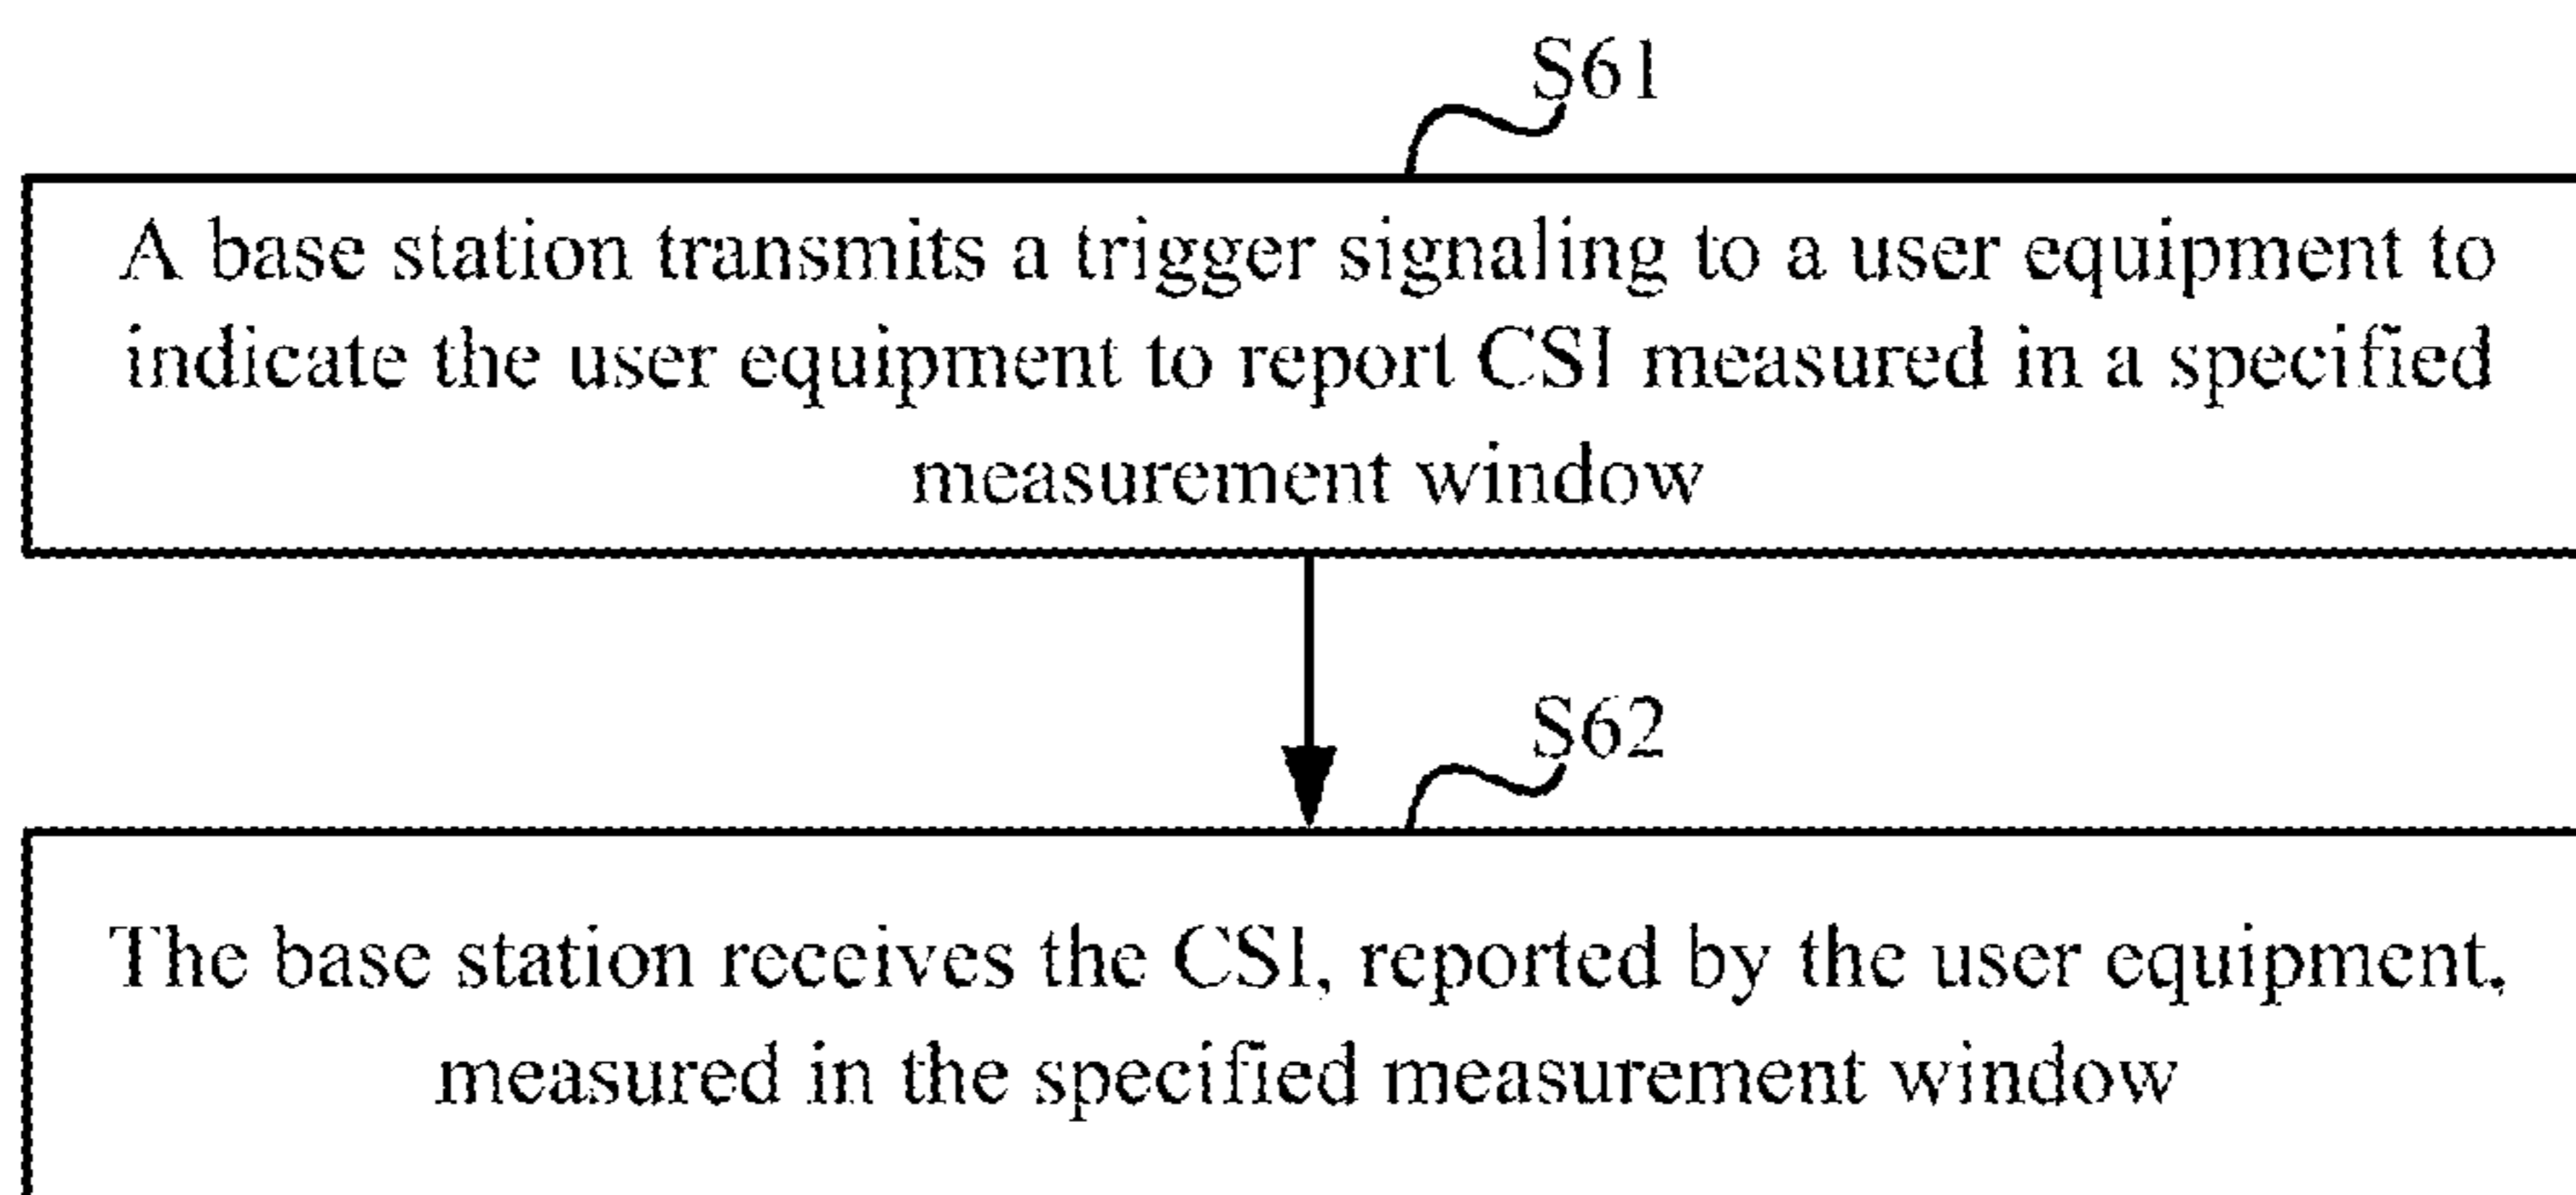 S61
A base station transmits a trigger signaling to a user equipment to
indicate the user equipment to report CSI measured in a specified
measurement window
S62
The base station receives the CSI, reported by the user equipment,
measured in the specified measurement window